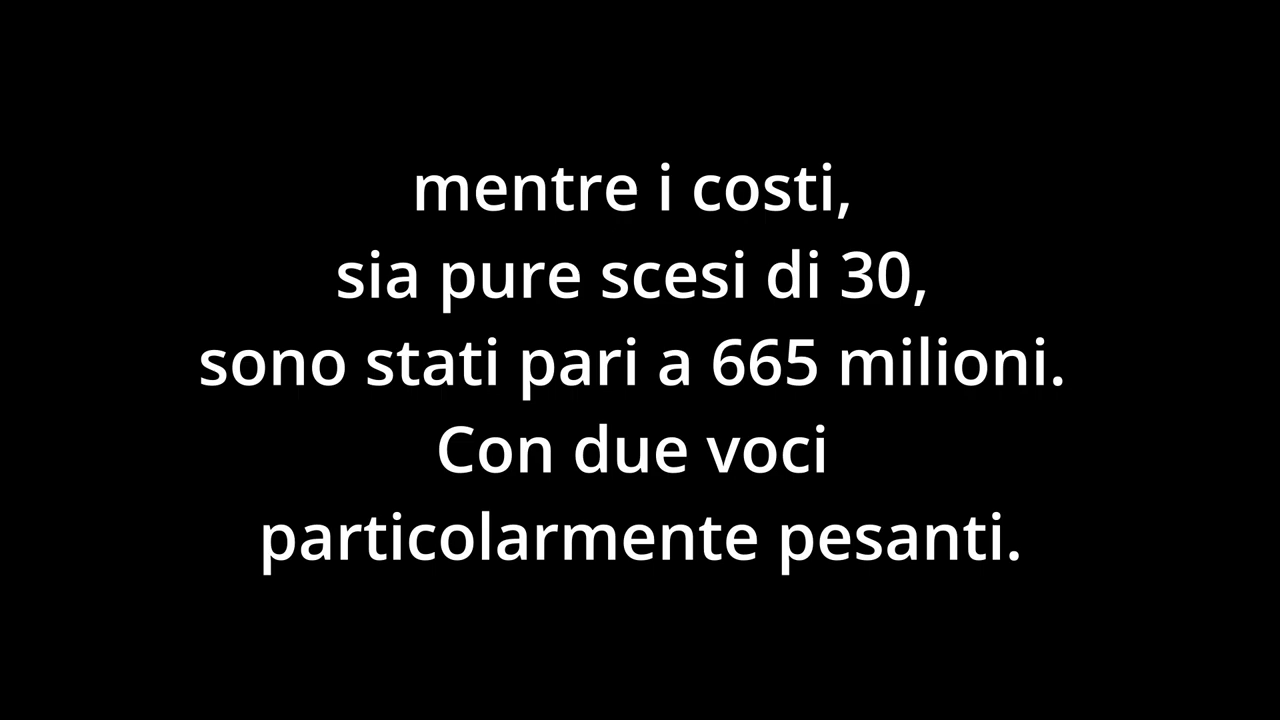 mentre i costi,
sia pure scesi di 30,
sono stati pari a 665 milioni.
Con due voci
particolarmente pesanti.